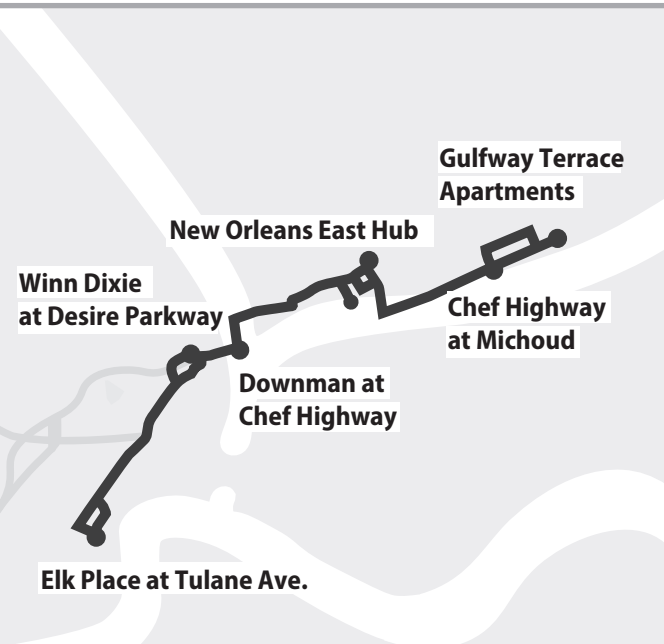 Gulfway Terrace
Apartments
New Orleans East Hub
Winn Dixie
at Desire Parkway
Chef Highway
at Michoud
Downman at
Chef Highway
Elk Place at Tulane Ave.